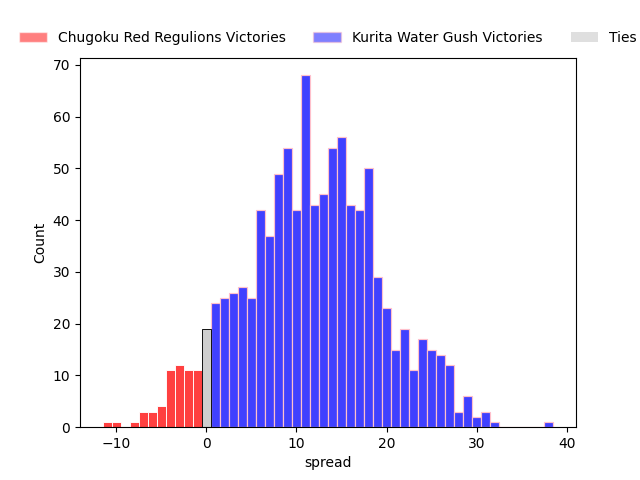 Chugoku Red Regulions Victories Kurita Water Gush Victories Ties
70
60
50
40
30
20
10
0
Count
−10 0 10 20 30 40
spread